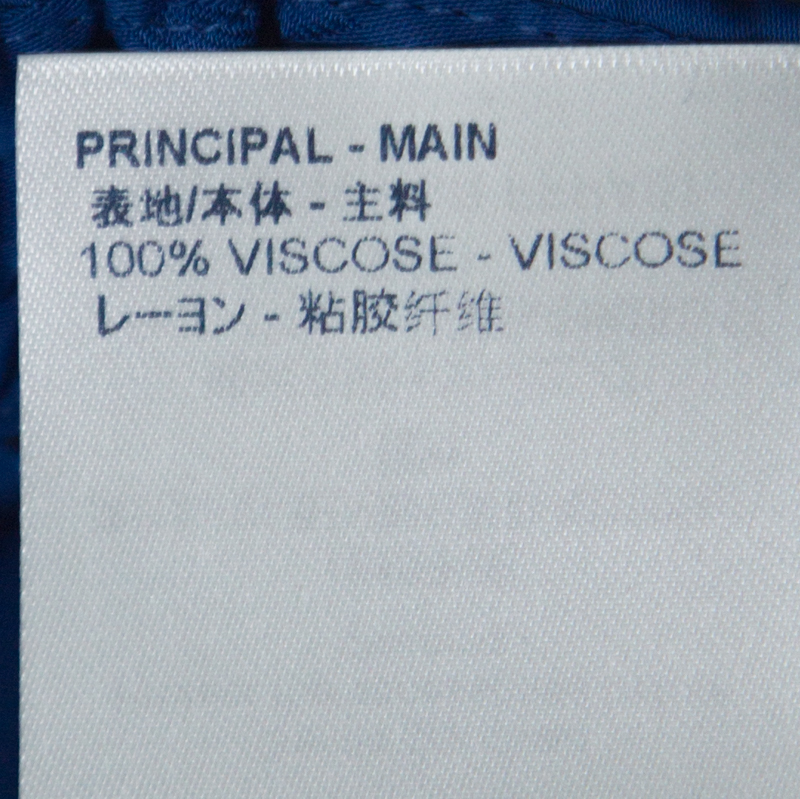 PRINCIPAL - MAIN
表地/本体 - 主料
100% VISCOSE - VISCOSE
レーヨン - 粘胶纤维